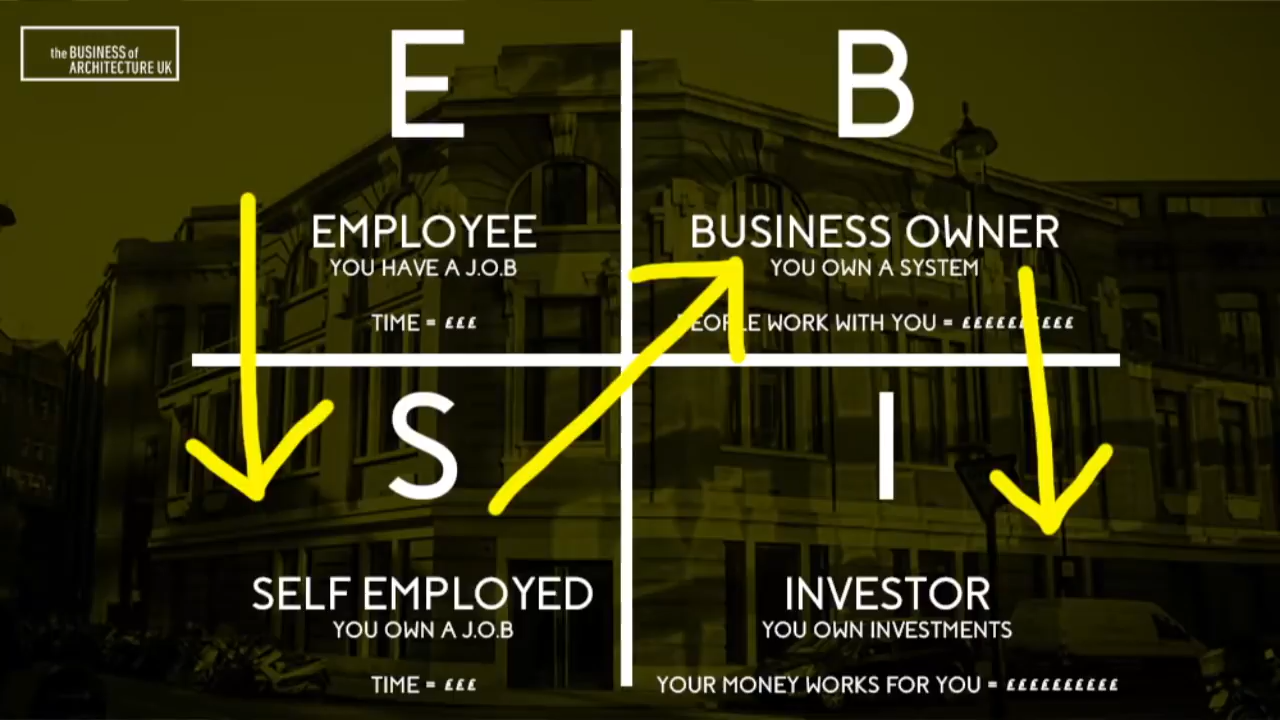 the BUSINESS of
ARCHITECTURE UK
E
EMPLOYEE
YOU HAVE A J.O.B
TIME = £££
B
BUSINESS OWNER
YOU OWN A SYSTEM
PEOPLE WORK WITH YOU = ££££££££££
S
SELF EMPLOYED
YOU OWN A J.O.B
TIME = £££
I
INVESTOR
YOU OWN INVESTMENTS
YOUR MONEY WORKS FOR YOU = ££££££££££